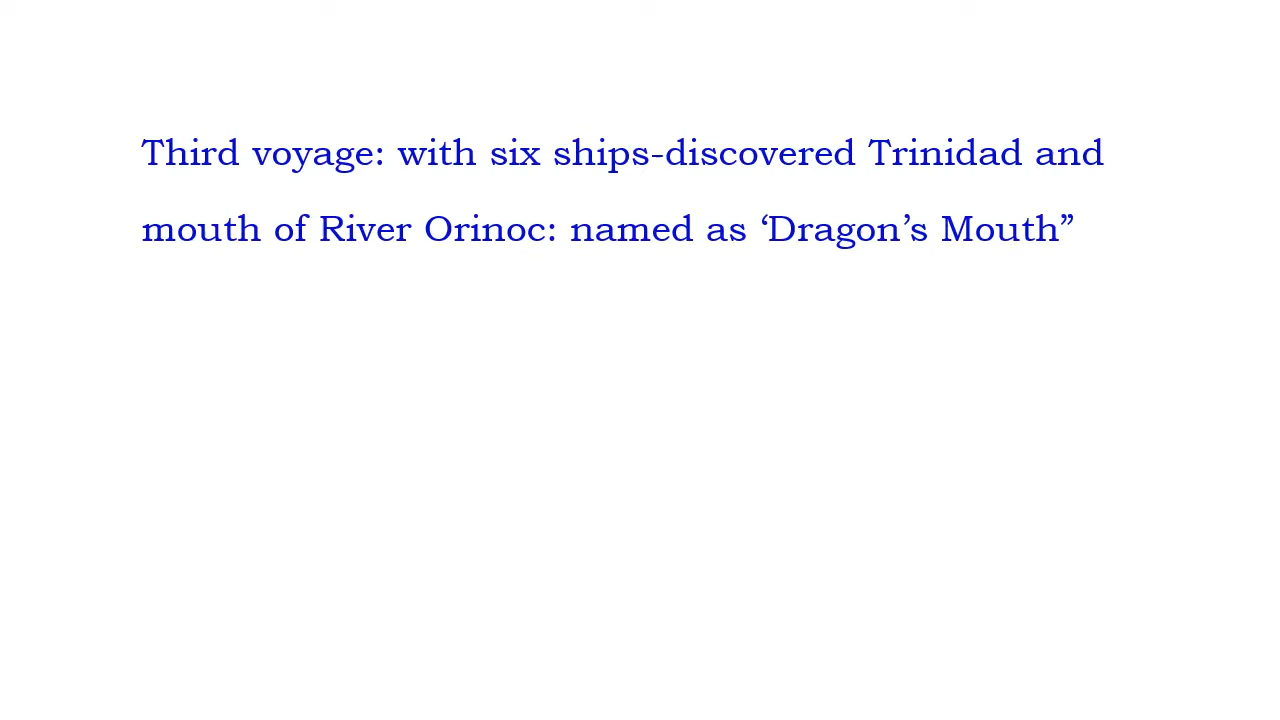 Third voyage: with six ships-discovered Trinidad and
mouth of River Orinoc: named as ‘Dragon’s Mouth”